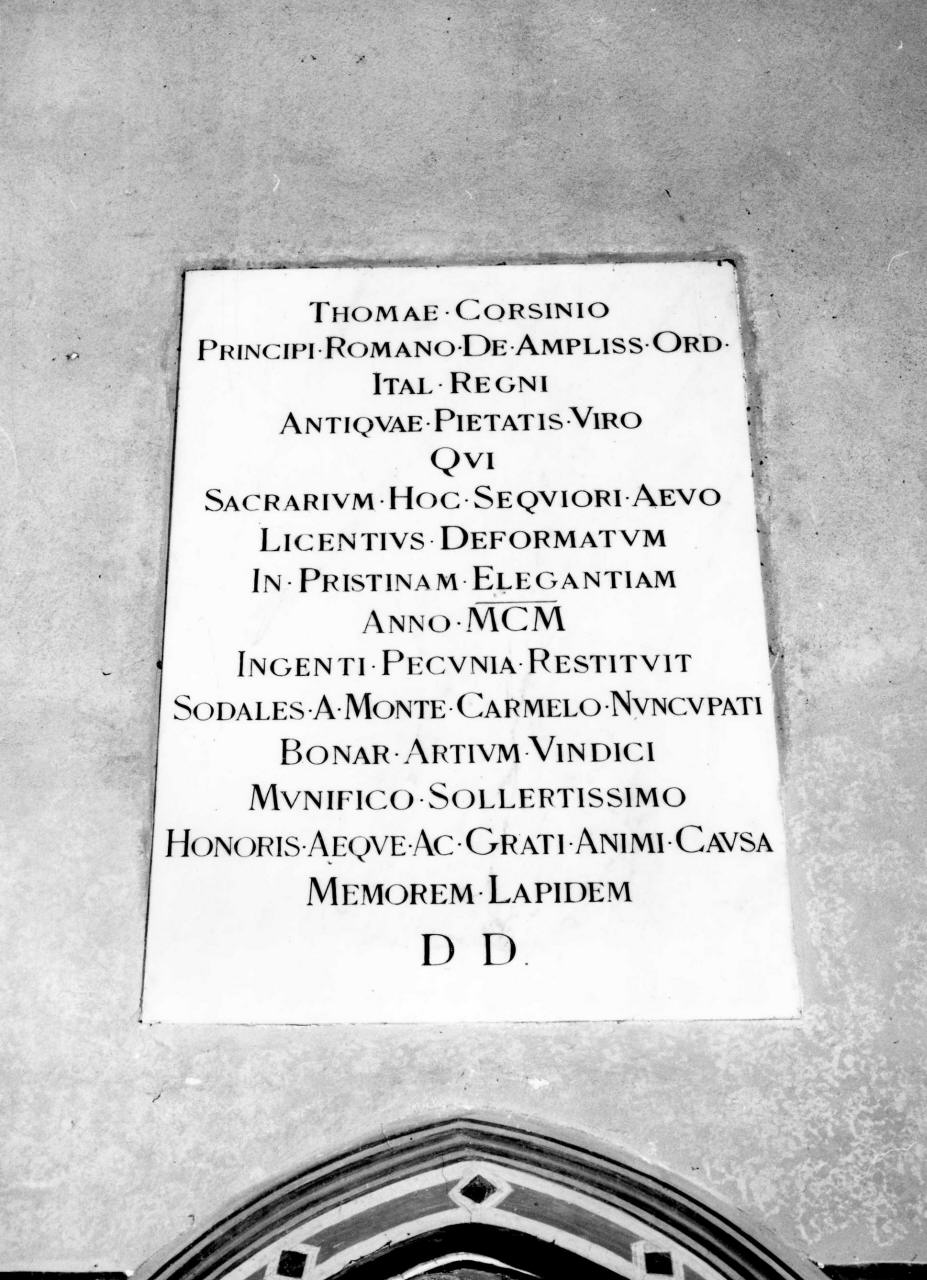 THOMAE·CORSINIO
PRINCIPI·ROMANO·DE·AMPLISS·ORD·
ITAL·REGNI
ANTIQVAE·PIETATIS·VIRO
QVI
SACRARIVM·HOC·SEQVIORI·AEVO
LICENTIVS·DEFORMATVM
IN·PRISTINAM·ELEGANTIAM
ANNO·MCM
INGENTI·PECVNIA·RESTITVIT
SODALES·A·MONTE·CARMELO·NVNCVPATI
BONAR·ARTIVM·VINDICI
MVNIFICO·SOLLERTISSIMO
HONORIS·AEQVE·AC·GRATI·ANIMI·CAVSA
MEMOREM·LAPIDEM
D D.